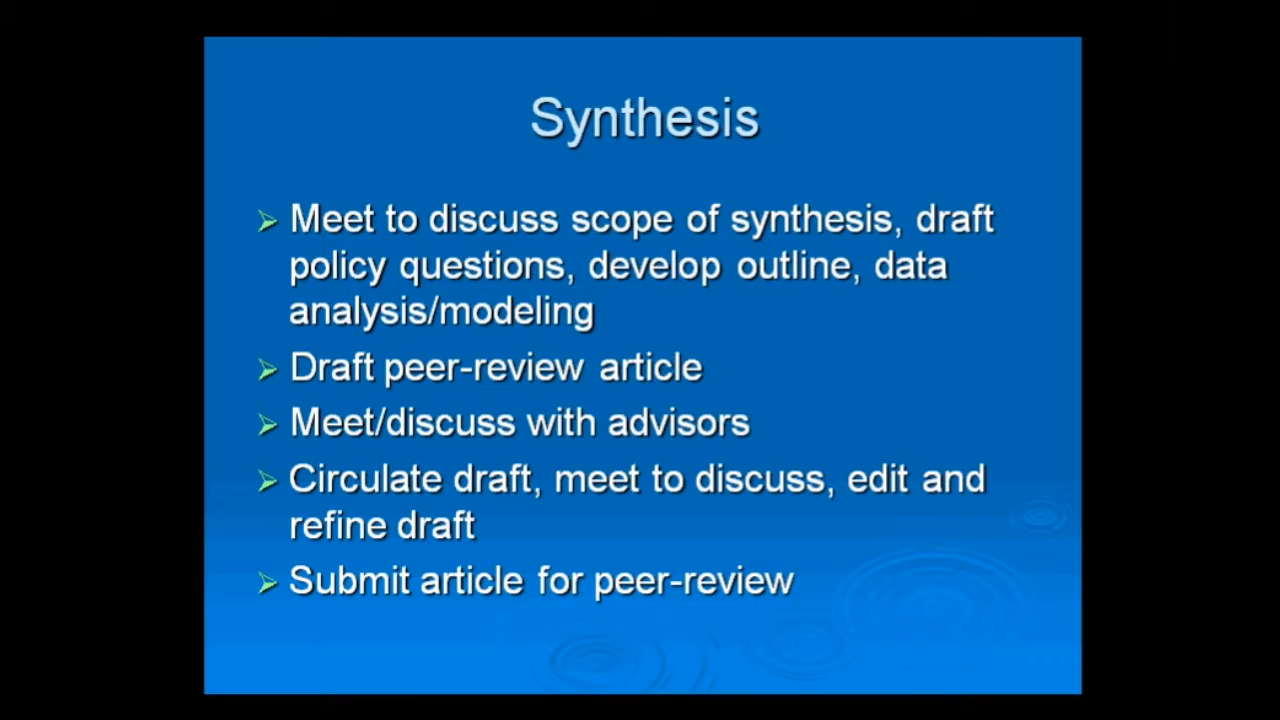 Synthesis
Meet to discuss scope of synthesis, draft
policy questions, develop outline, data
analysis/modeling
Draft peer-review article
Meet/discuss with advisors
Circulate draft, meet to discuss, edit and
refine draft
Submit article for peer-review